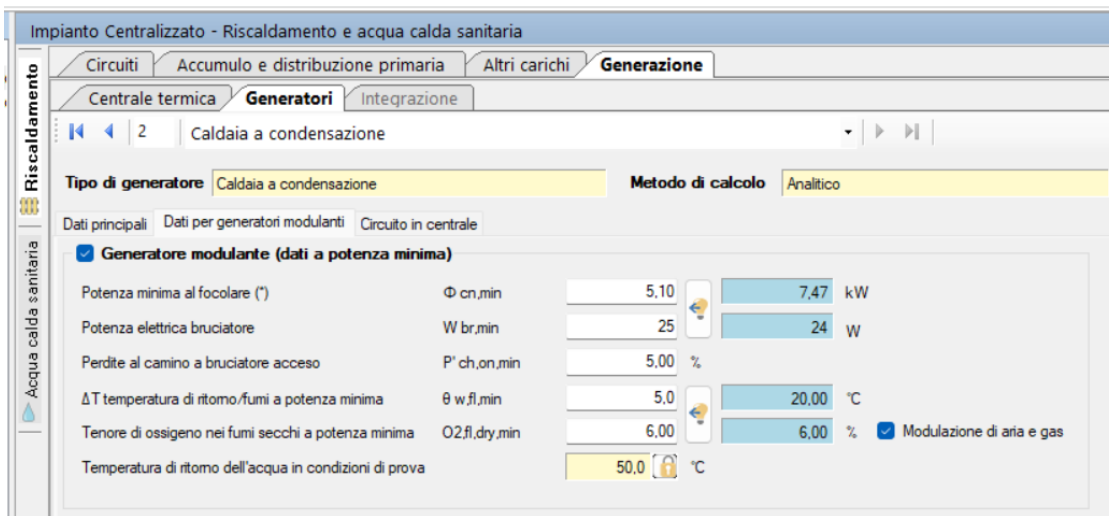 Impianto Centralizzato - Riscaldamento e acqua calda sanitaria
Circuiti Accumulo e distribuzione primaria Altri carichi Generazione
Centrale termica Generatori Integrazione
2 Caldaia a condensazione
Tipo di generatore Caldaia a condensazione Metodo di calcolo Analitico
Dati principali Dati per generatori modulanti Circuito in centrale
Generatore modulante (dati a potenza minima)
Potenza minima al focolare (*) Φ cn,min 5,10 7,47 kW
Potenza elettrica bruciatore W br,min 25 24 W
Perdite al camino a bruciatore acceso P' ch,on,min 5,00 %
ΔT temperatura di ritorno/fumi a potenza minima θ w,fl,min 5,0 20,00 °C
Tenore di ossigeno nei fumi secchi a potenza minima O2,fl,dry,min 6,00 6,00 % Modulazione di aria e gas
Temperatura di ritorno dell'acqua in condizioni di prova 50,0 °C
Riscaldamento
Acqua calda sanitaria